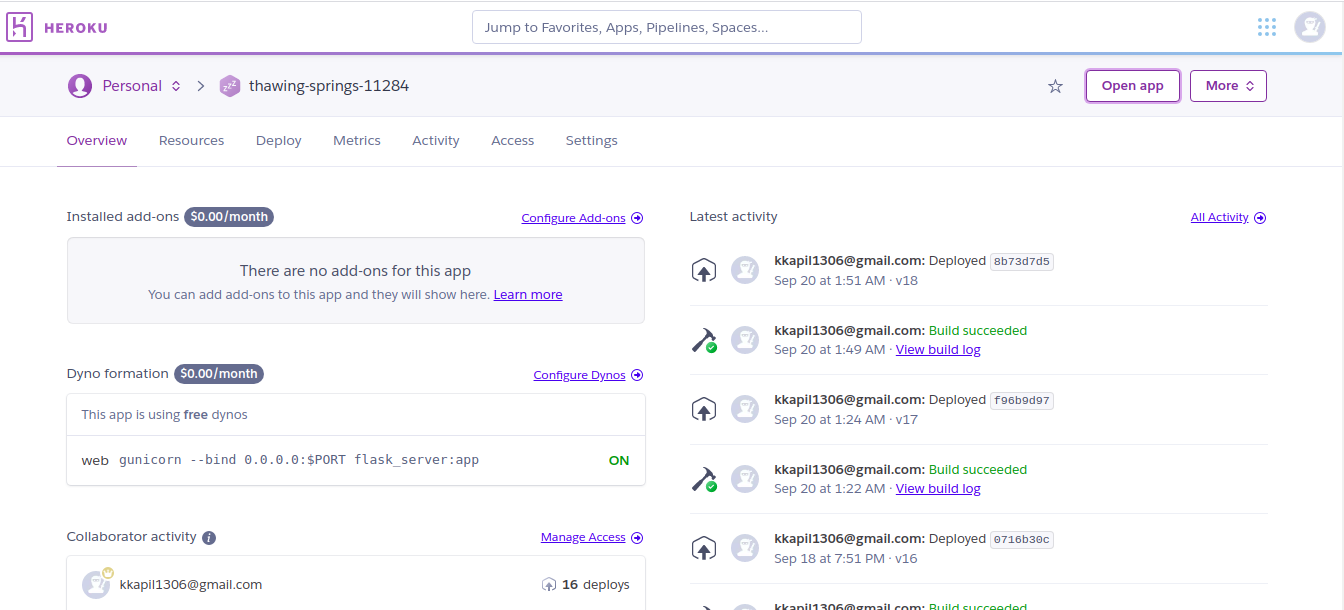 HEROKU
Jump to Favorites, Apps, Pipelines, Spaces...
Personal
zzz
thawing-springs-11284
Open app
More
Overview
Resources
Deploy
Metrics
Activity
Access
Settings
Installed add-ons $0.00/month
Configure Add-ons
There are no add-ons for this app
You can add add-ons to this app and they will show here. Learn more
Dyno formation $0.00/month
Configure Dynos
This app is using free dynos
web gunicorn --bind 0.0.0.0:$PORT flask_server:app ON
Collaborator activity i
Manage Access
kkapil1306@gmail.com
16 deploys
Latest activity
All Activity
kkapil1306@gmail.com: Deployed 8b73d7d5
Sep 20 at 1:51 AM · v18
kkapil1306@gmail.com: Build succeeded
Sep 20 at 1:49 AM · View build log
kkapil1306@gmail.com: Deployed f96b9d97
Sep 20 at 1:24 AM · v17
kkapil1306@gmail.com: Build succeeded
Sep 20 at 1:22 AM · View build log
kkapil1306@gmail.com: Deployed 0716b30c
Sep 18 at 7:51 PM · v16
kkapil1306@gmail.com: Build succeeded